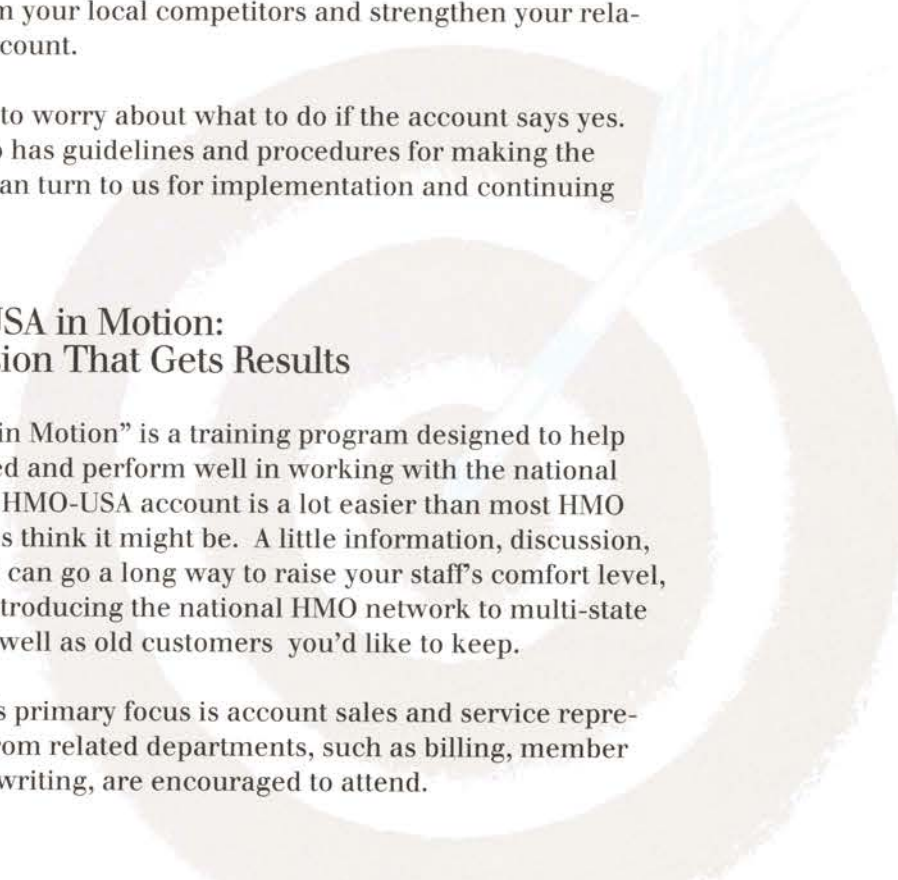 n your local competitors and strengthen your rela-
count.
to worry about what to do if the account says yes.
has guidelines and procedures for making the
an turn to us for implementation and continuing
USA in Motion:
sion That Gets Results
in Motion” is a training program designed to help
ed and perform well in working with the national
HMO-USA account is a lot easier than most HMO
s think it might be. A little information, discussion,
can go a long way to raise your staff’s comfort level,
troducing the national HMO network to multi-state
well as old customers you’d like to keep.
s primary focus is account sales and service repre-
om related departments, such as billing, member
writing, are encouraged to attend.